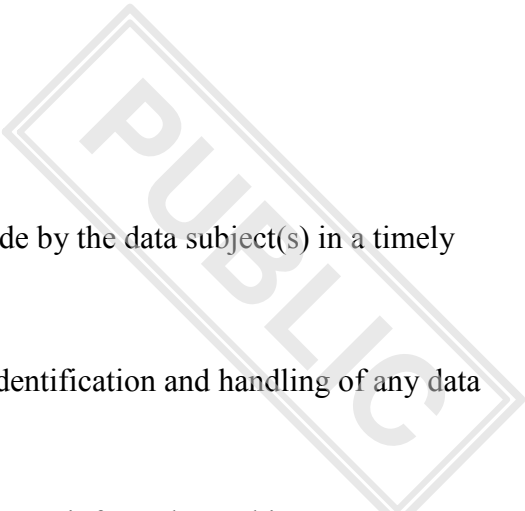 PUBLIC
de by the data subject(s) in a timely
dentification and handling of any data